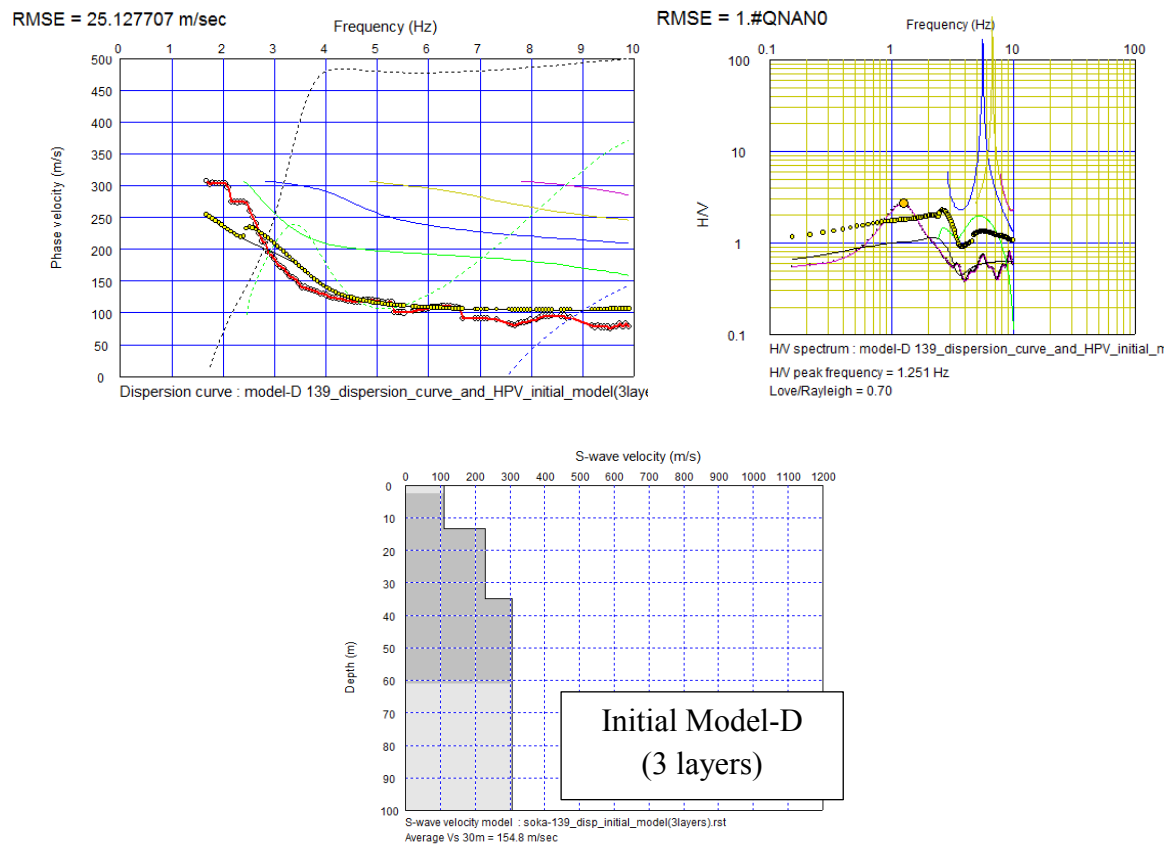 RMSE = 25.127707 m/sec
Frequency (Hz)
0 1 2 3 4 5 6 7 8 9 10
500
450
400
350
300
250
200
150
100
50
0
Phase velocity (m/s)
Dispersion curve : model-D 139_dispersion_curve_and_HPV_initial_model(3laye
RMSE = 1.#QNAN0
Frequency (Hz)
0.1 1 10 100
100
10
1
0.1
H/V
H/V spectrum : model-D 139_dispersion_curve_and_HPV_initial_m
H/V peak frequency = 1.251 Hz
Love/Rayleigh = 0.70
S-wave velocity (m/s)
0 100 200 300 400 500 600 700 800 900 1000 1100 1200
0
10
20
30
40
50
60
70
80
90
100
Depth (m)
Initial Model-D
(3 layers)
S-wave velocity model : soka-139_disp_initial_model(3layers).rst
Average Vs 30m = 154.8 m/sec